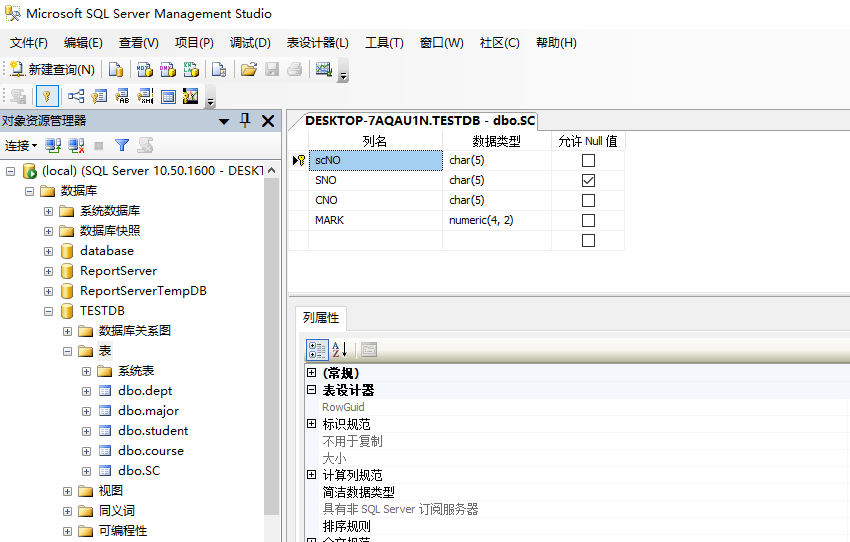 Microsoft SQL Server Management Studio
文件(F) 编辑(E) 查看(V) 项目(P) 调试(D) 表设计器(L) 工具(T) 窗口(W) 社区(C) 帮助(H)
新建查询(N)
对象资源管理器
连接
(local) (SQL Server 10.50.1600 - DESKT
数据库
系统数据库
数据库快照
database
ReportServer
ReportServerTempDB
TESTDB
数据库关系图
表
系统表
dbo.dept
dbo.major
dbo.student
dbo.course
dbo.SC
视图
同义词
可编程性
DESKTOP-7AQAU1N.TESTDB - dbo.SC
列名 数据类型 允许 Null 值
scNO char(5)
SNO char(5)
CNO char(5)
MARK numeric(4, 2)
列属性
(常规)
表设计器
RowGuid
标识规范
不用于复制
大小
计算列规范
简洁数据类型
具有非 SQL Server 订阅服务器
排序规则